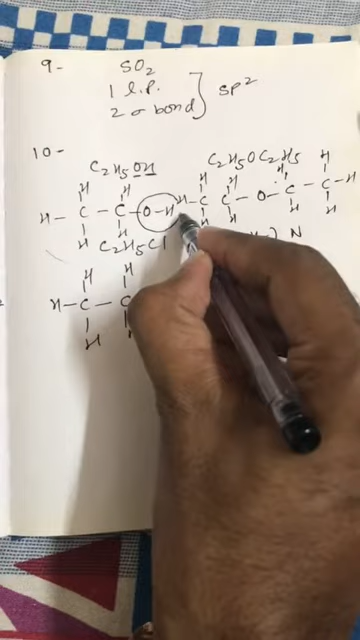 9- SO2
1 l.p.
2 σ bond } sp2
10-
C2H5OH C2H5OC2H5
H H H H H H
H - C - C - O - H H - C - C - O - C - C - H
H H H H H H
C2H5Cl ) N
H H
H - C - C
H